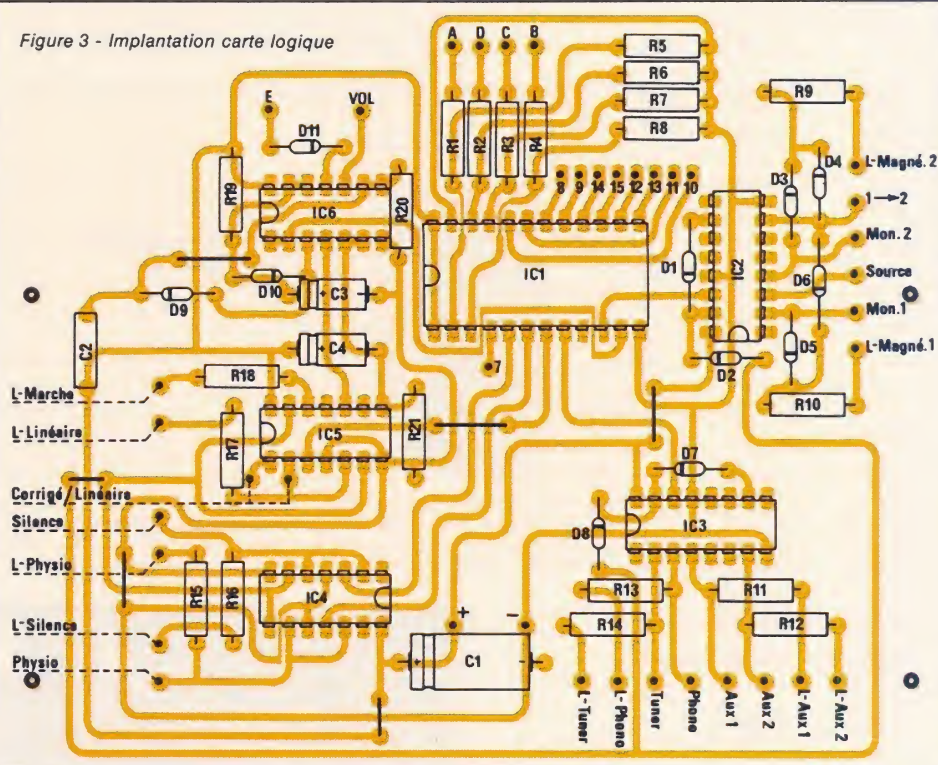 Figure 3 - Implantation carte logique
A D C B
R5
R6
R7
R8
R9
E
VOL
D11
R1
R2
R3
R4
D4
D3
L-Magné.2
R19
R20
8 9 14 15 12 13 11 10
1→2
IC6
IC1
D1
IC2
Mon.2
D6
Source
D10
+ C3
D9
Mon.1
+ C4
D5
C2
7
D2
L-Magné.1
R18
L-Marche
R10
L-Linéaire
R17
IC5
R21
D7
Corrigé/Linéaire
Silence
IC3
D8
L-Physio
R15
R16
IC4
R13
R11
L-Silence
+ -
R14
R12
Physio
+ C1 -
L-Tuner
L-Phono
Tuner
Phono
Aux 1
Aux 2
L-Aux 1
L-Aux 2